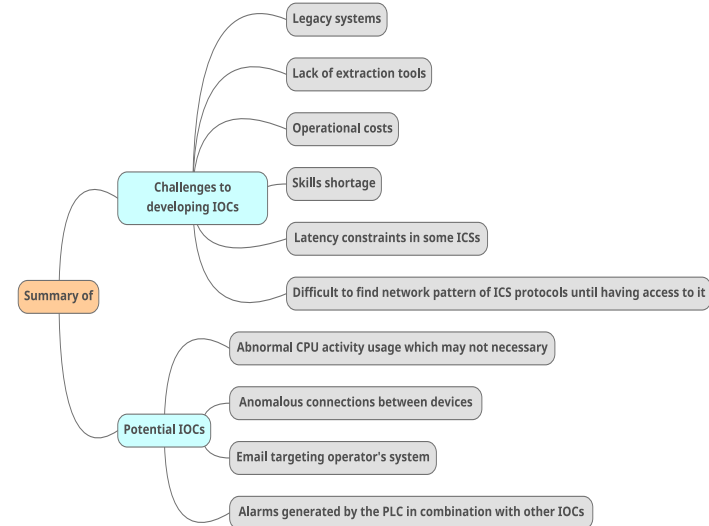 Legacy systems
Lack of extraction tools
Operational costs
Challenges to
developing IOCs
Skills shortage
Latency constraints in some ICSs
Summary of
Difficult to find network pattern of ICS protocols until having access to it
Abnormal CPU activity usage which may not necessary
Anomalous connections between devices
Potential IOCs
Email targeting operator's system
Alarms generated by the PLC in combination with other IOCs